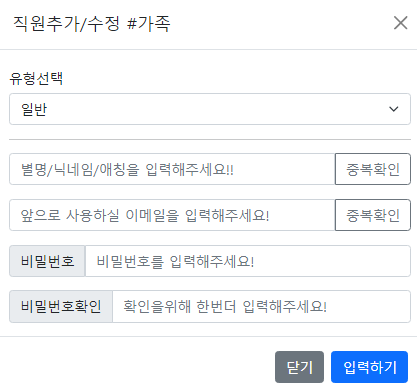 직원추가/수정 #가족
유형선택
일반
별명/닉네임/애칭을 입력해주세요!! 중복확인
앞으로 사용하실 이메일을 입력해주세요! 중복확인
비밀번호 비밀번호를 입력해주세요!
비밀번호확인 확인을위해 한번더 입력해주세요!
닫기 입력하기